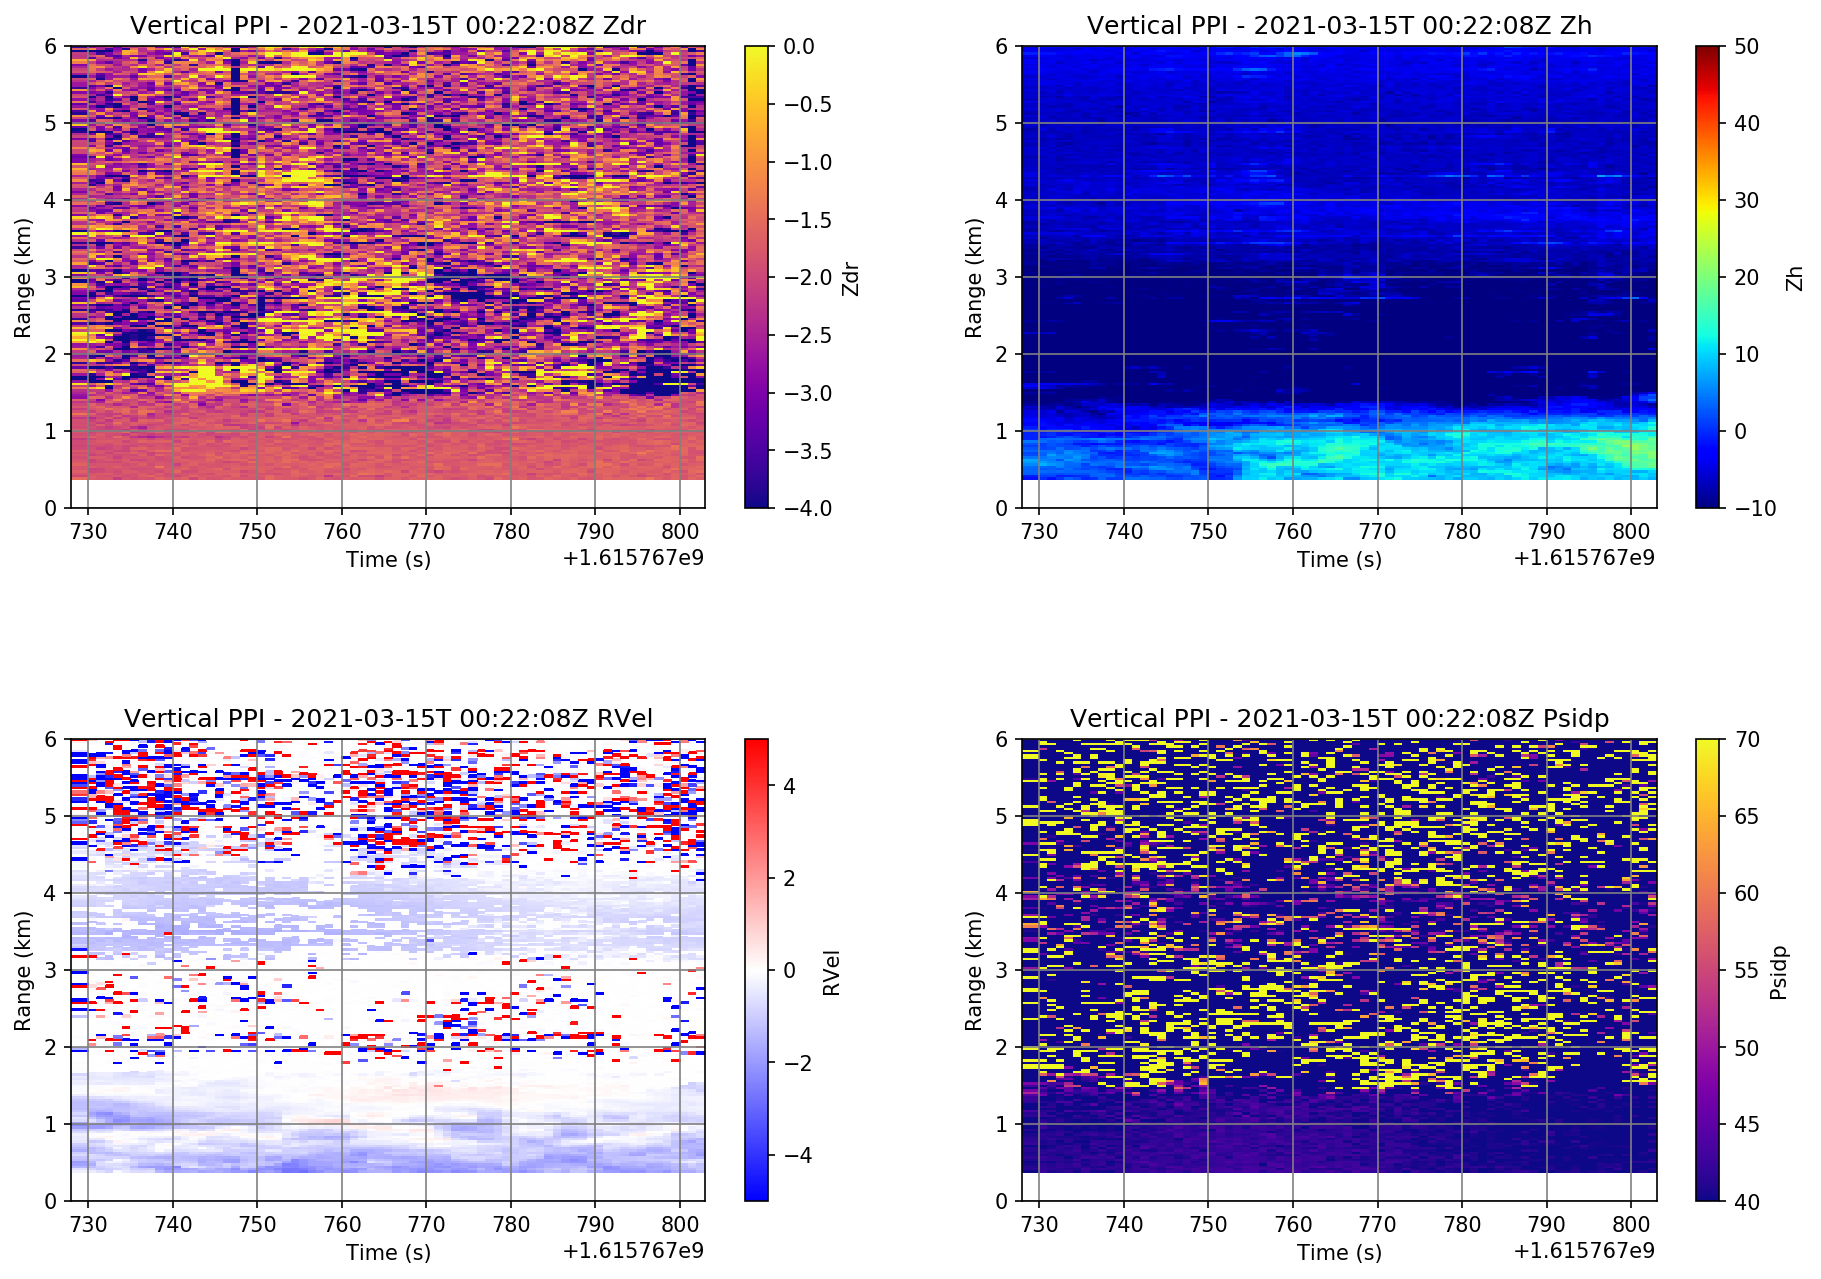 Vertical PPI - 2021-03-15T 00:22:08Z Zdr
6
5
4
3
2
1
0
Range (km)
730 740 750 760 770 780 790 800
Time (s)
+1.615767e9
0.0
−0.5
−1.0
−1.5
−2.0
−2.5
−3.0
−3.5
−4.0
Zdr
Vertical PPI - 2021-03-15T 00:22:08Z Zh
6
5
4
3
2
1
0
Range (km)
730 740 750 760 770 780 790 800
Time (s)
+1.615767e9
50
40
30
20
10
0
−10
Zh
Vertical PPI - 2021-03-15T 00:22:08Z RVel
6
5
4
3
2
1
0
Range (km)
730 740 750 760 770 780 790 800
Time (s)
+1.615767e9
4
2
0
−2
−4
RVel
Vertical PPI - 2021-03-15T 00:22:08Z Psidp
6
5
4
3
2
1
0
Range (km)
730 740 750 760 770 780 790 800
Time (s)
+1.615767e9
70
65
60
55
50
45
40
Psidp